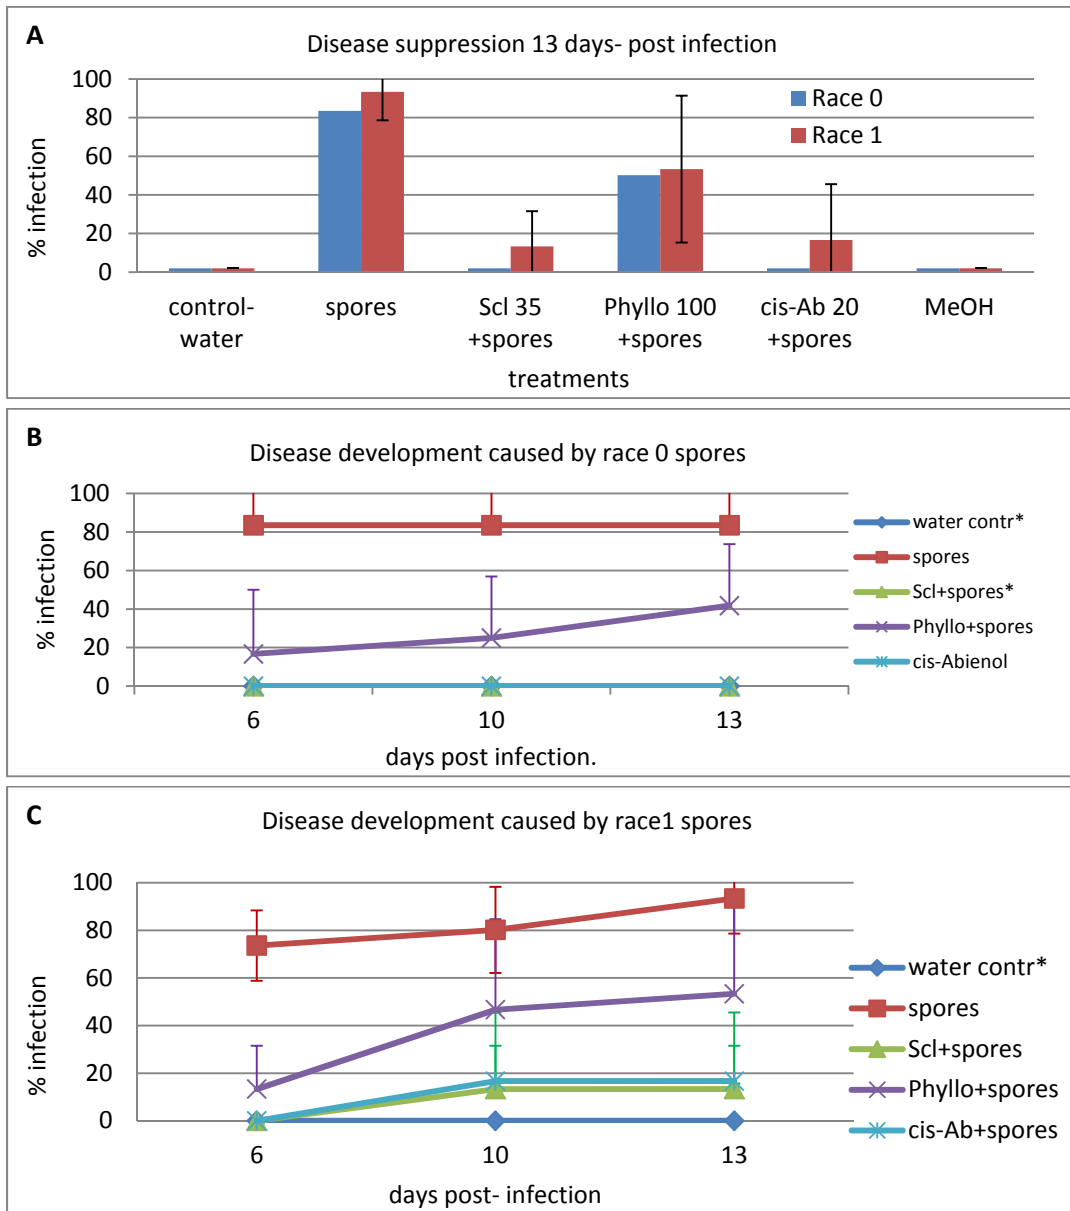 A
Disease suppression 13 days- post infection
100
80
60
40
20
0
% infection
Race 0
Race 1
control-
water
spores
Scl 35
+spores
Phyllo 100
+spores
cis-Ab 20
+spores
MeOH
treatments
B
Disease development caused by race 0 spores
100
80
60
40
20
0
% infection
water contr*
spores
Scl+spores*
Phyllo+spores
cis-Abienol
6
10
13
days post infection.
C
Disease development caused by race1 spores
100
80
60
40
20
0
% infection
water contr*
spores
Scl+spores
Phyllo+spores
cis-Ab+spores
6
10
13
days post- infection